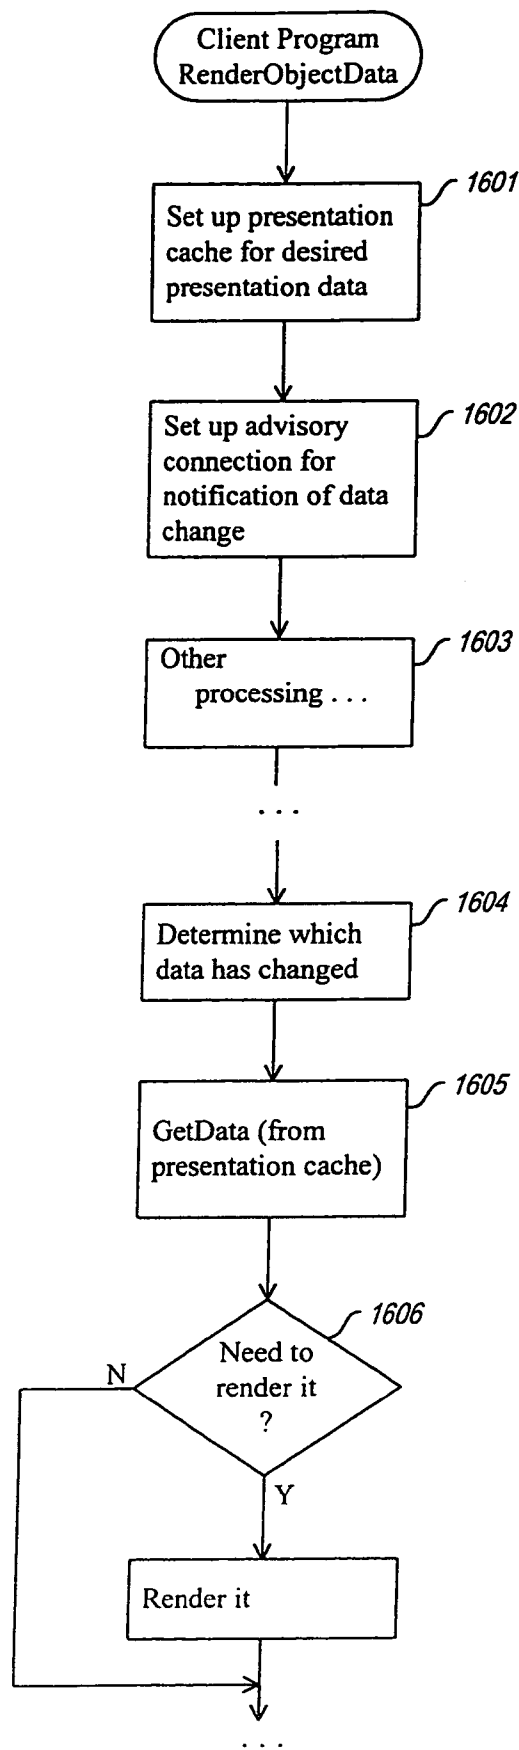 Client Program
RenderObjectData
1601
Set up presentation
cache for desired
presentation data
1602
Set up advisory
connection for
notification of data
change
1603
Other
processing . . .
. . .
1604
Determine which
data has changed
1605
GetData (from
presentation cache)
1606
Need to
render it
?
N
Y
Render it
. . .